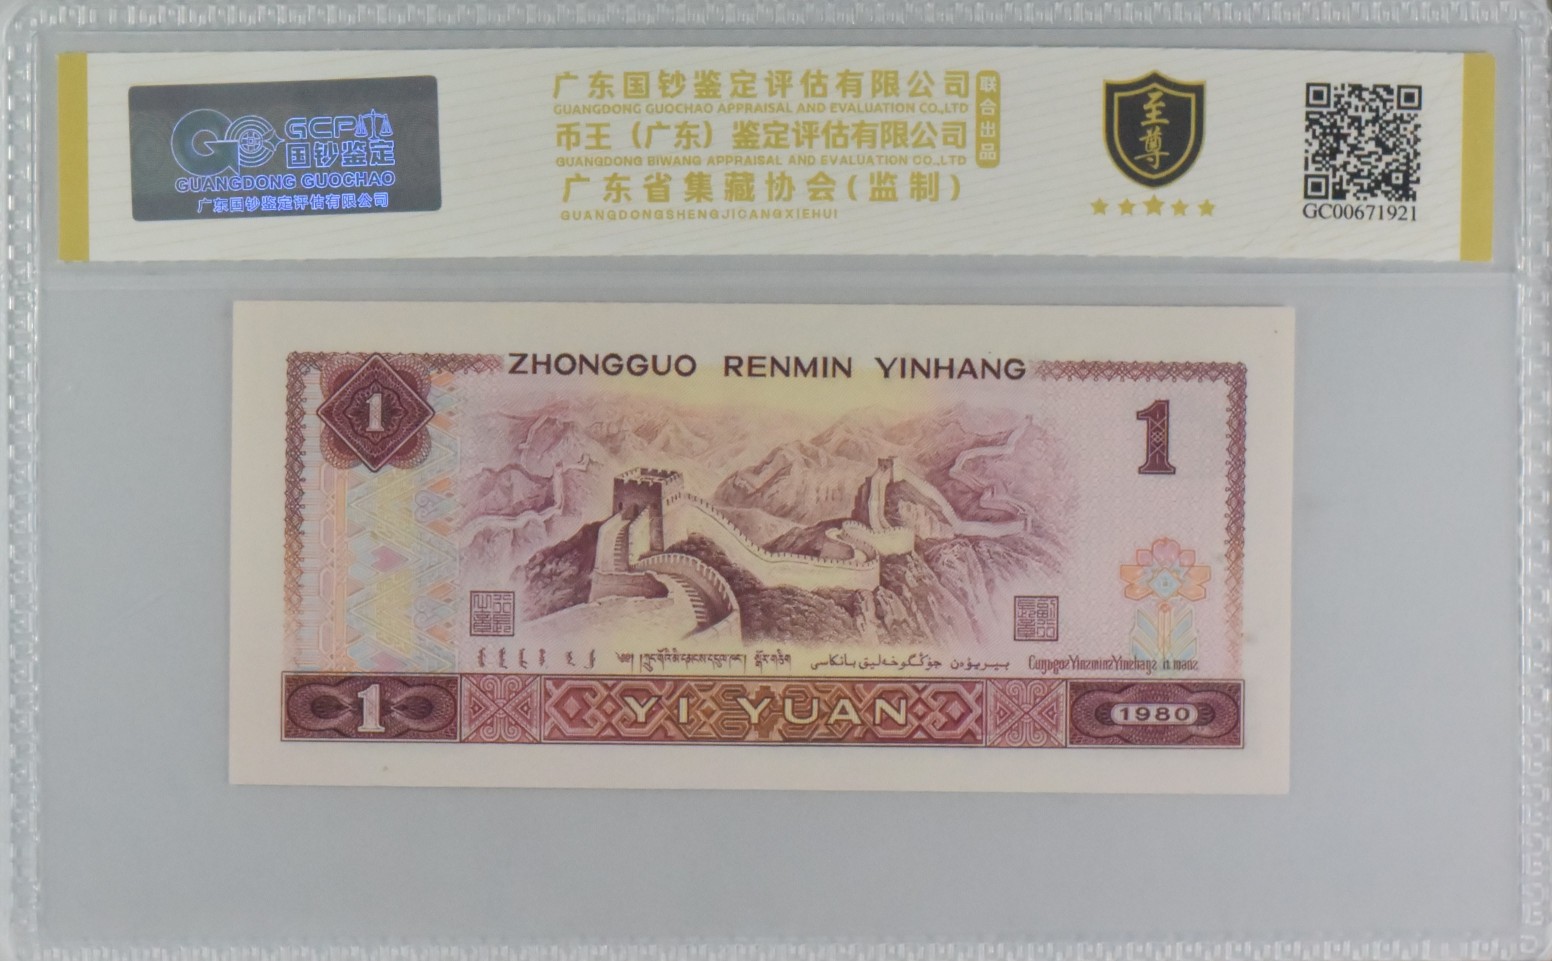 GCP
国钞鉴定
GUANGDONG GUOCHAO
广东国钞鉴定评估有限公司
广东国钞鉴定评估有限公司
GUANGDONG GUOCHAO APPRAISAL AND EVALUATION CO.,LTD
币王（广东）鉴定评估有限公司
GUANGDONG BIWANG APPRAISAL AND EVALUATION CO.,LTD
广东省集藏协会(监制)
GUANGDONGSHENGJICANGXIEHUI
联合出品
至尊
GC00671921
ZHONGGUO RENMIN YINHANG
1
1
YI YUAN
1
1980